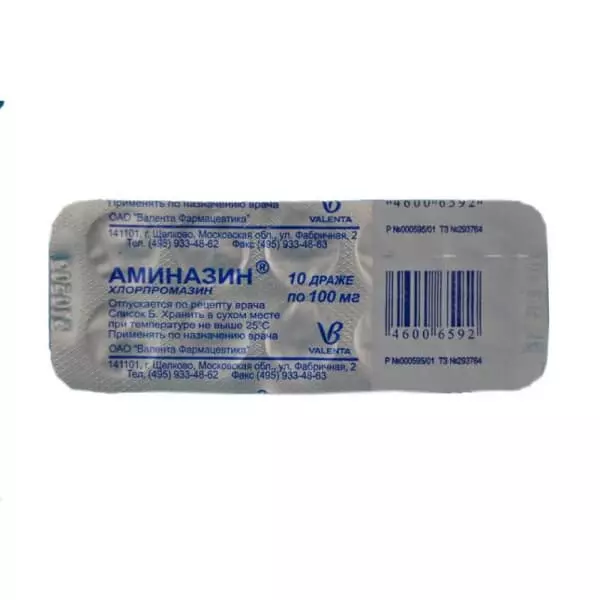 Применять по назначению врача
ОАО "Валента Фармацевтика"
VALENTA
141101, г. Щелково, Московская обл., ул. Фабричная, 2
Тел. (495) 933-48-62 Факс (495) 933-48-63
4600 6592
Р №000595/01 ТЗ №293764
АМИНАЗИН®
ХЛОРПРОМАЗИН
10 ДРАЖЕ
по 100 мг
Отпускается по рецепту врача
Список Б. Хранить в сухом месте
при температуре не выше 25°С
Применять по назначению врача
ОАО "Валента Фармацевтика"
VALENTA
141101, г. Щелково, Московская обл., ул. Фабричная, 2
Тел. (495) 933-48-62 Факс (495) 933-48-63
4600 6592
Р №000595/01 ТЗ №293764